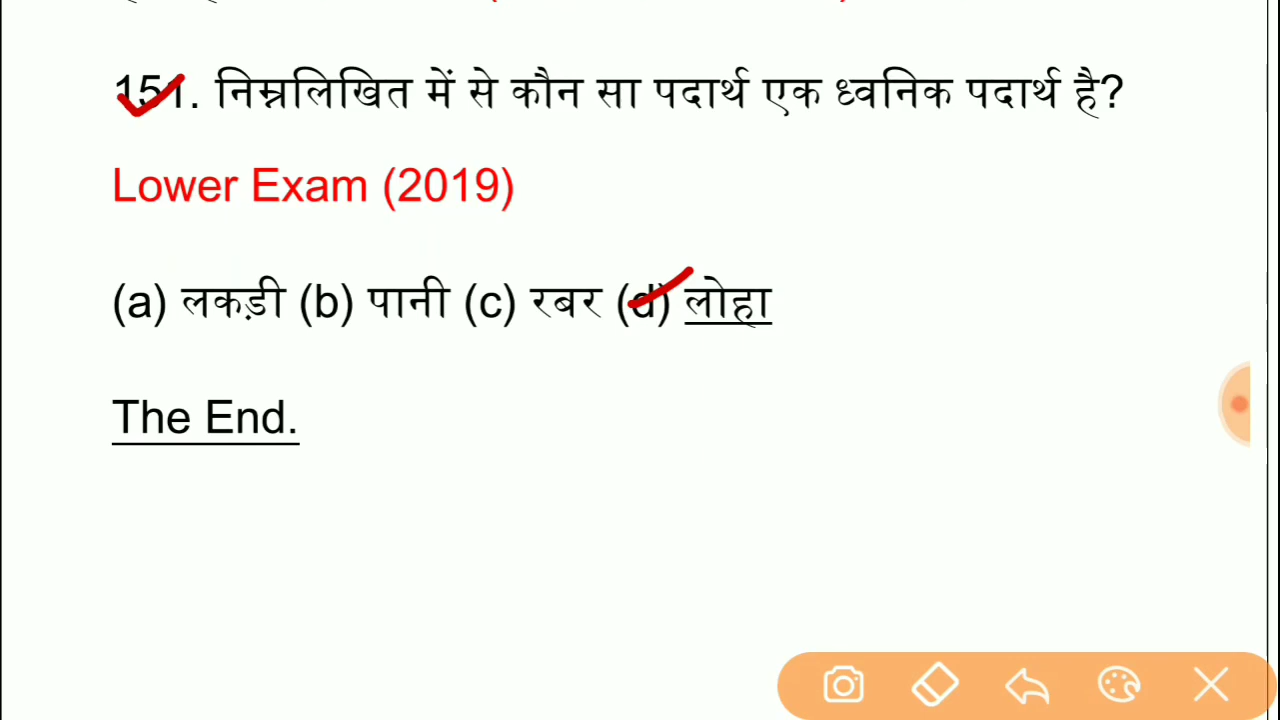 151. निम्नलिखित में से कौन सा पदार्थ एक ध्वनिक पदार्थ है?
Lower Exam (2019)
(a) लकड़ी (b) पानी (c) रबर (d) लोहा
The End.